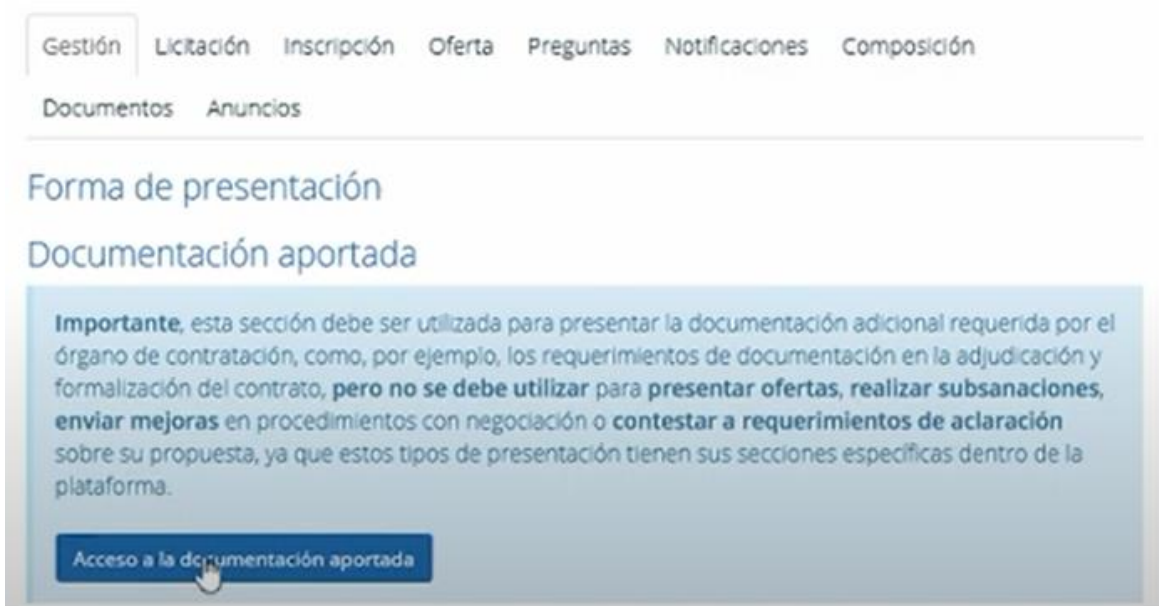 Gestión Licitación Inscripción Oferta Preguntas Notificaciones Composición
Documentos Anuncios
Forma de presentación
Documentación aportada
Importante, esta sección debe ser utilizada para presentar la documentación adicional requerida por el
órgano de contratación, como, por ejemplo, los requerimientos de documentación en la adjudicación y
formalización del contrato, pero no se debe utilizar para presentar ofertas, realizar subsanaciones,
enviar mejoras en procedimientos con negociación o contestar a requerimientos de aclaración
sobre su propuesta, ya que estos tipos de presentación tienen sus secciones específicas dentro de la
plataforma.
Acceso a la documentación aportada